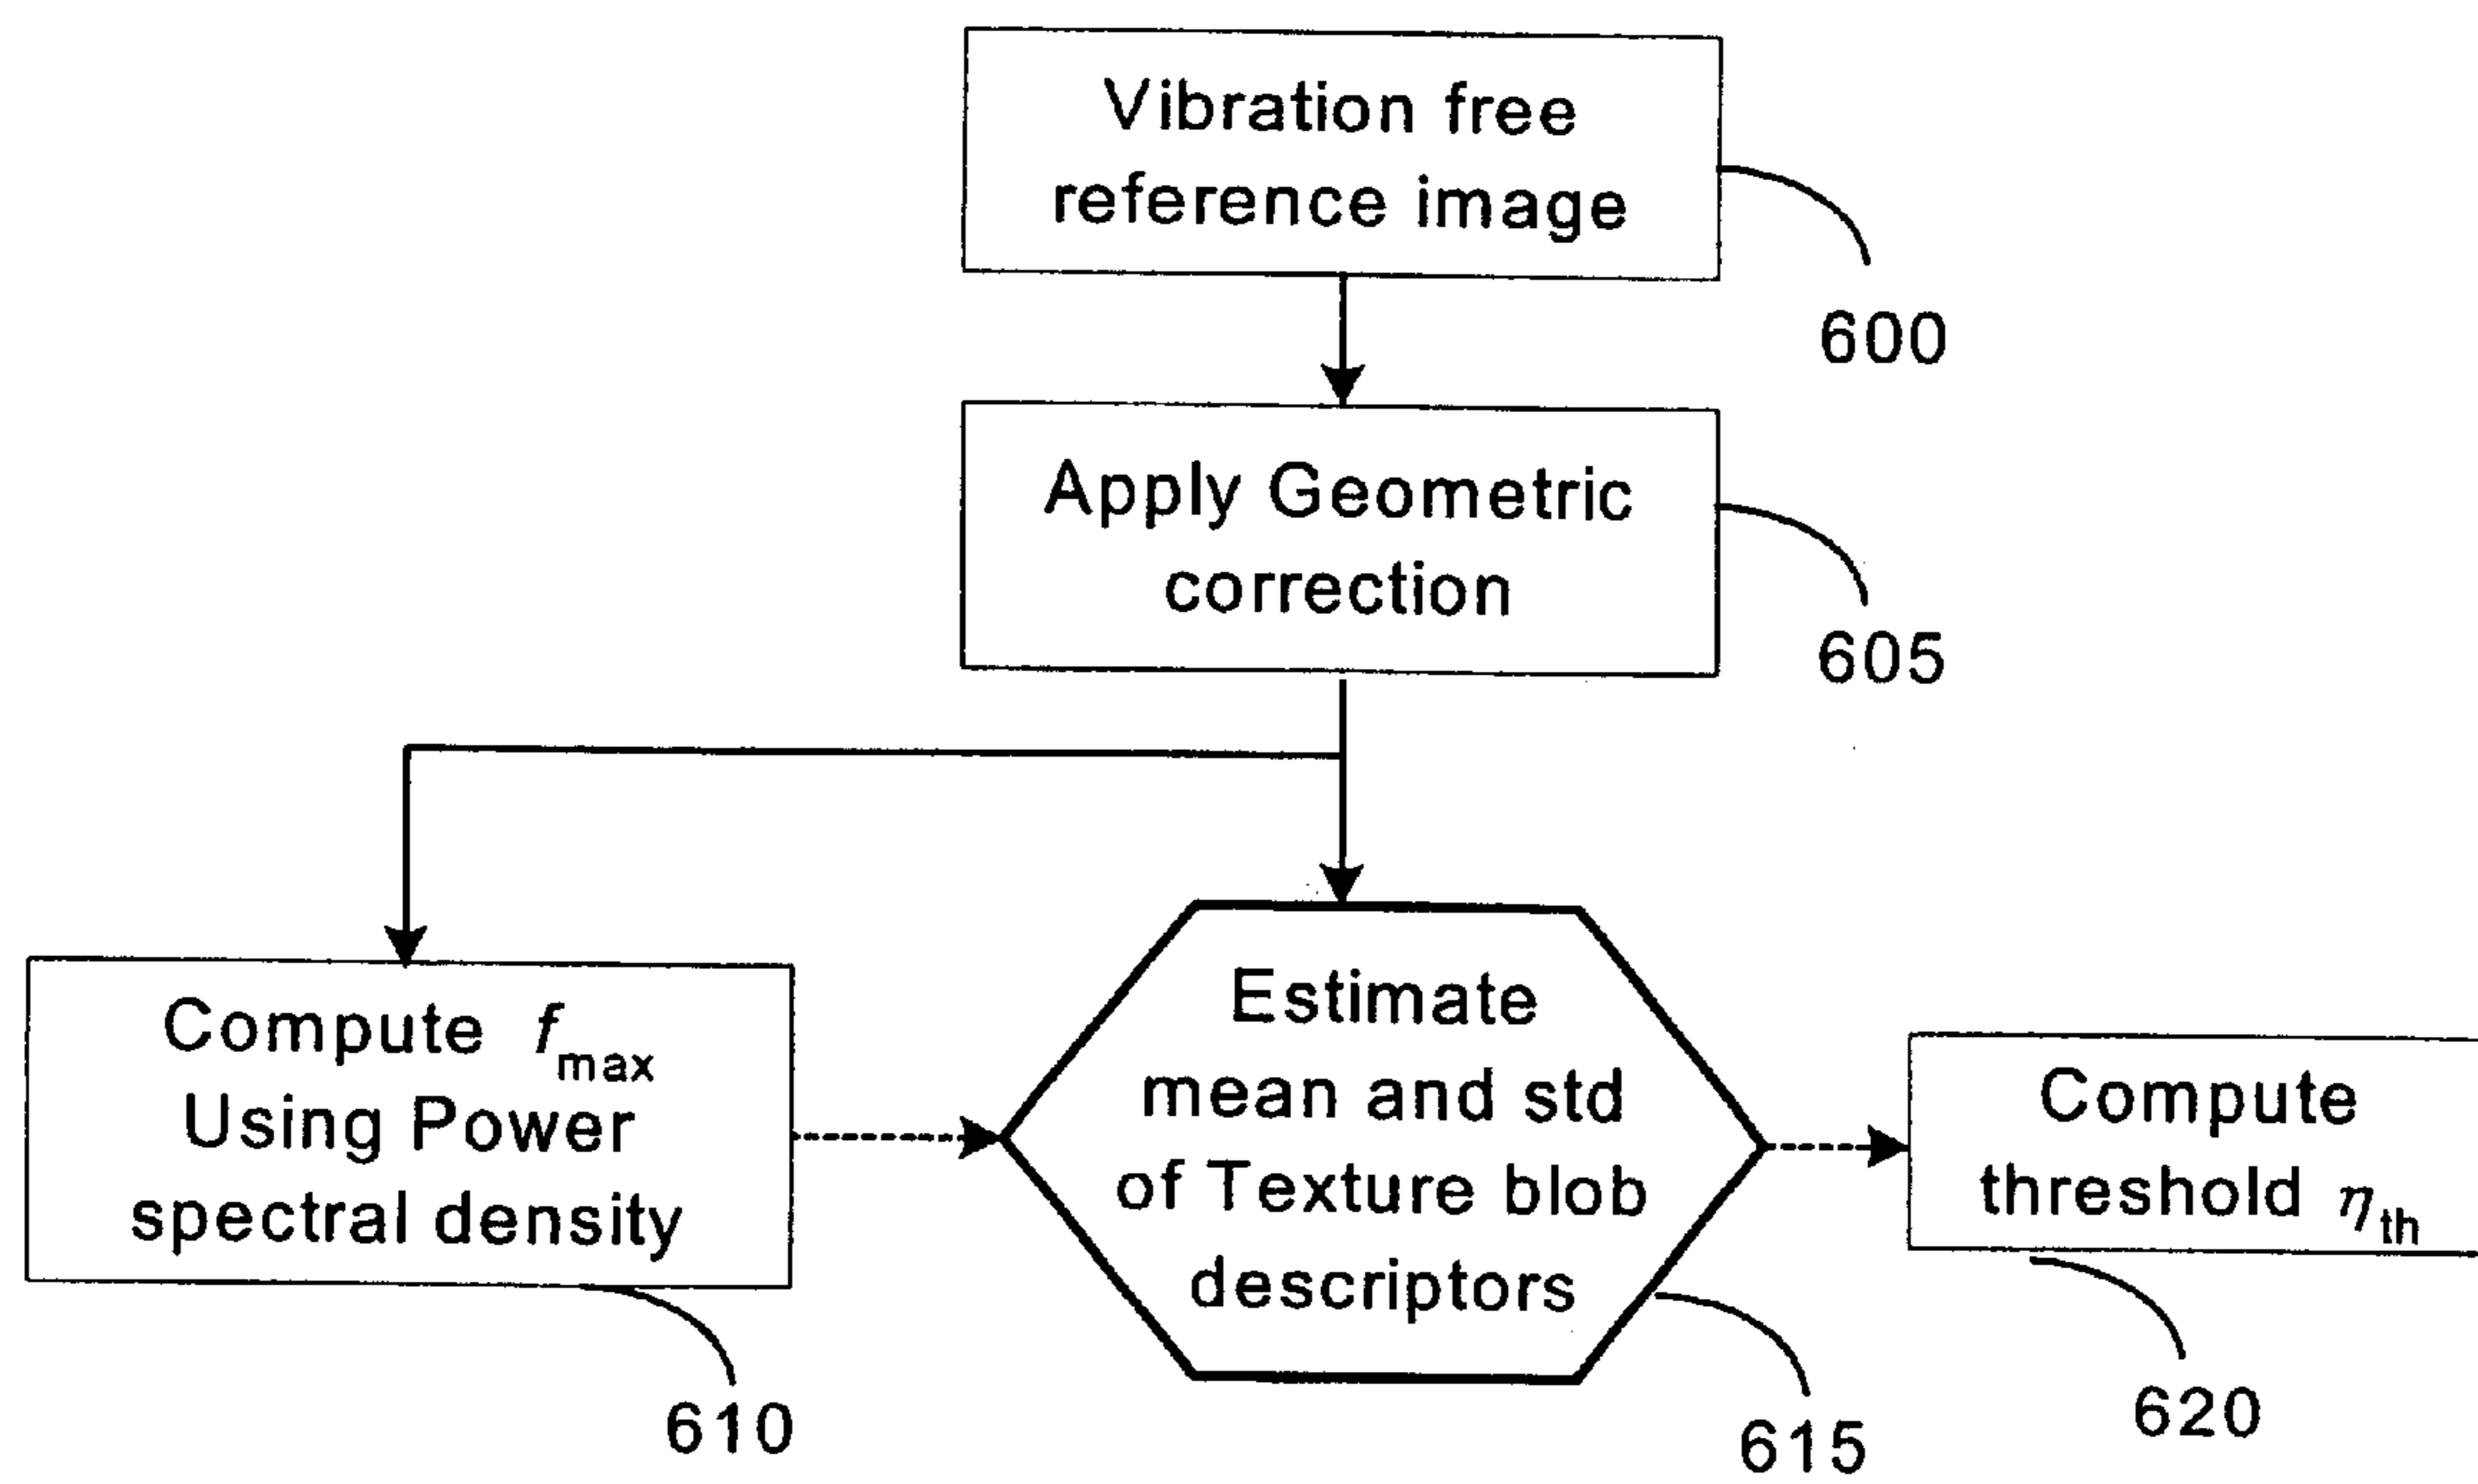 Vibration free
reference image
600
Apply Geometric
correction
605
Compute f_max
Using Power
spectral density
610
Estimate
mean and std
of Texture blob
descriptors
615
Compute
threshold η_th
620